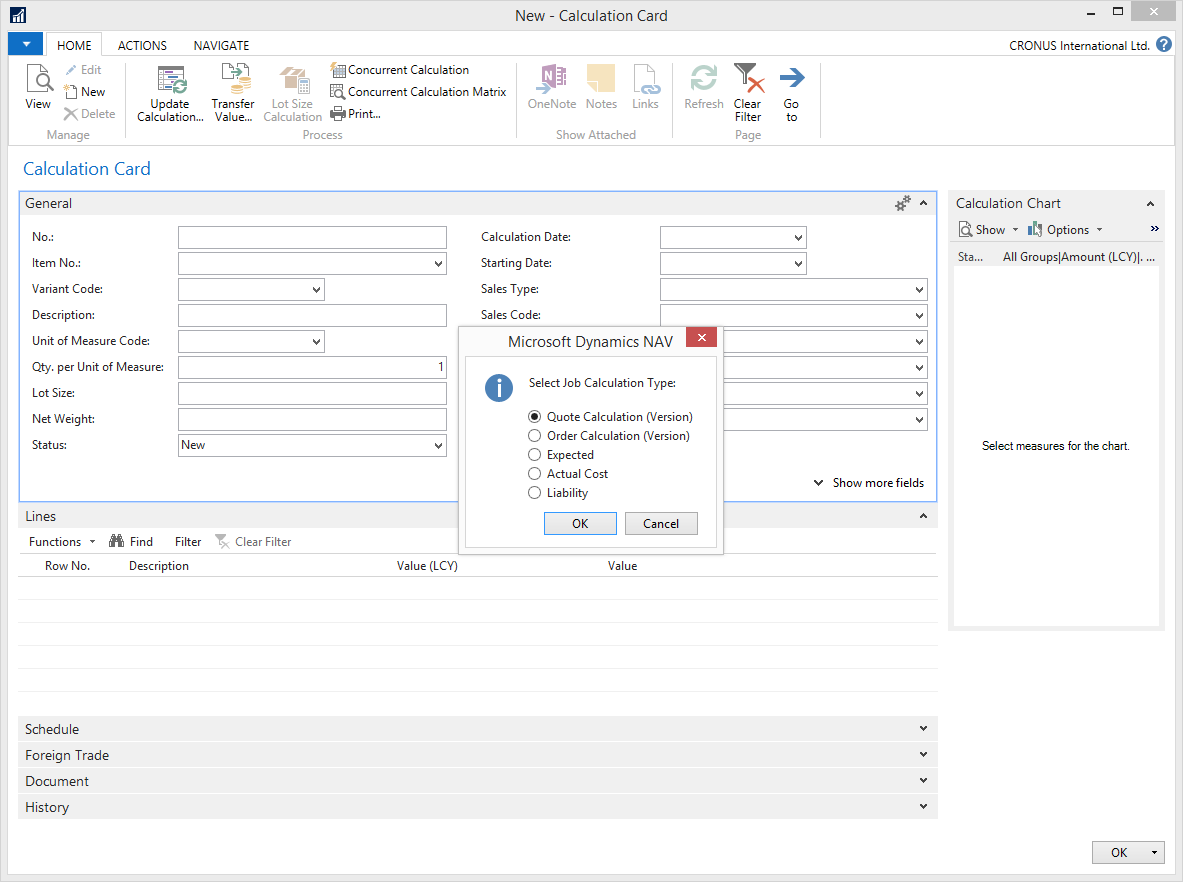 New - Calculation Card
HOME ACTIONS NAVIGATE CRONUS International Ltd. ?
View
Edit
New
Delete
Manage
Update Calculation...
Transfer Value...
Lot Size Calculation
Concurrent Calculation
Concurrent Calculation Matrix
Print...
Process
OneNote Notes Links
Show Attached
Refresh
Clear Filter
Go to
Page
Calculation Card
General
No.:
Item No.:
Variant Code:
Description:
Unit of Measure Code:
Qty. per Unit of Measure: 1
Lot Size:
Net Weight:
Status: New
Calculation Date:
Starting Date:
Sales Type:
Sales Code:
Show more fields
Microsoft Dynamics NAV
Select Job Calculation Type:
Quote Calculation (Version)
Order Calculation (Version)
Expected
Actual Cost
Liability
OK Cancel
Lines
Functions Find Filter Clear Filter
Row No. Description Value (LCY) Value
Schedule
Foreign Trade
Document
History
Calculation Chart
Show Options »
Sta... All Groups|Amount (LCY)|. ...
Select measures for the chart.
OK